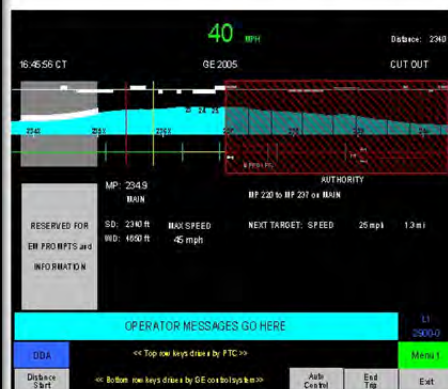 40 MPH
Distance: 2340
16:45:56 CT
GE 2005
CUT OUT
MP: 234.9
MAIN
AUTHORITY
MP 220 to MP 237 on MAIN
SD: 2340 ft
WD: 4650 ft
MAX SPEED
45 mph
NEXT TARGET: SPEED 25 mph 1.3 mi
RESERVED FOR
EM PROMPTS and
INFORMATION
OPERATOR MESSAGES GO HERE
L1
2900-0
DDA
<< Top row keys driven by PTC >>
Menu 1
Distance
Start
<< Bottom row keys driven by GE control system >>
Auto
Control
End
Trip
Exit